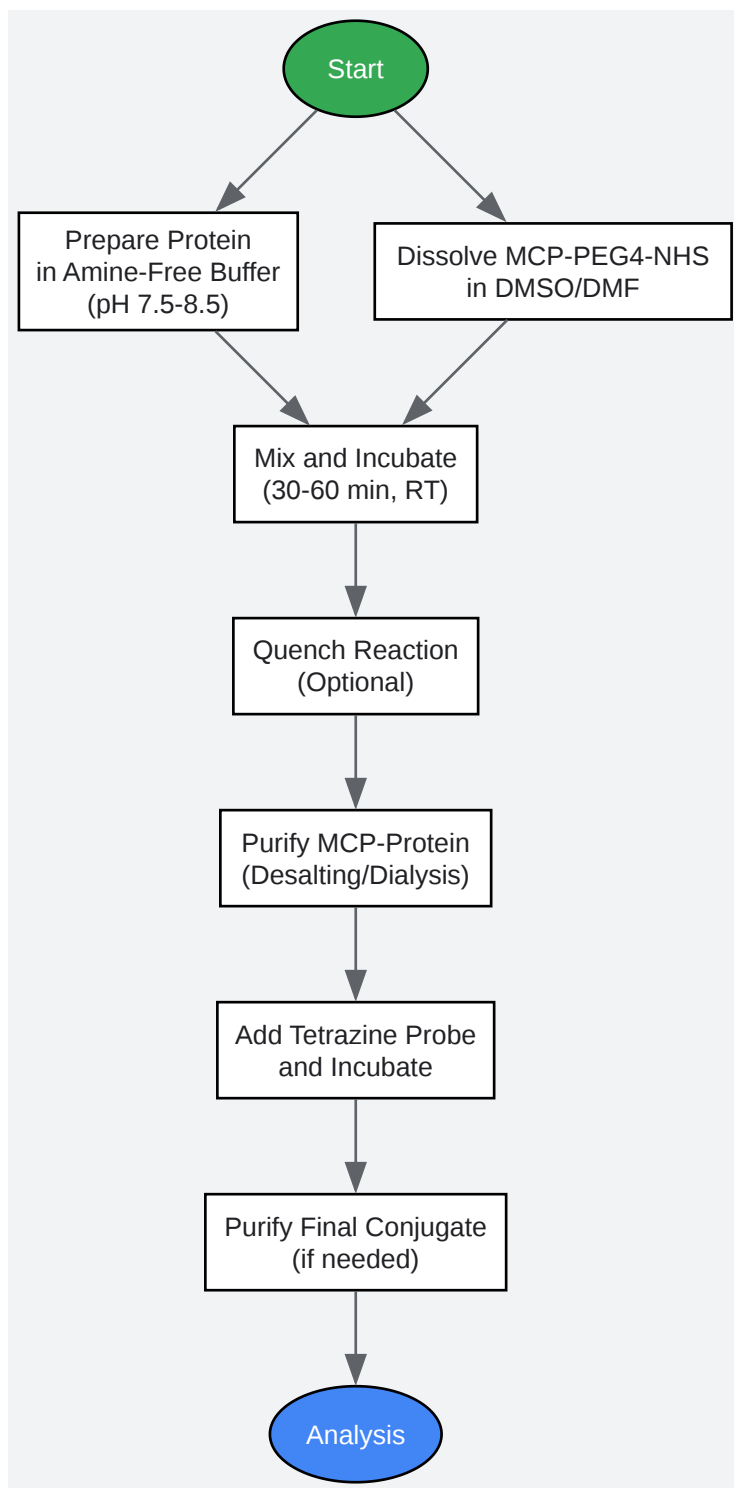 Start
Prepare Protein
in Amine-Free Buffer
(pH 7.5-8.5)
Dissolve MCP-PEG4-NHS
in DMSO/DMF
Mix and Incubate
(30-60 min, RT)
Quench Reaction
(Optional)
Purify MCP-Protein
(Desalting/Dialysis)
Add Tetrazine Probe
and Incubate
Purify Final Conjugate
(if needed)
Analysis